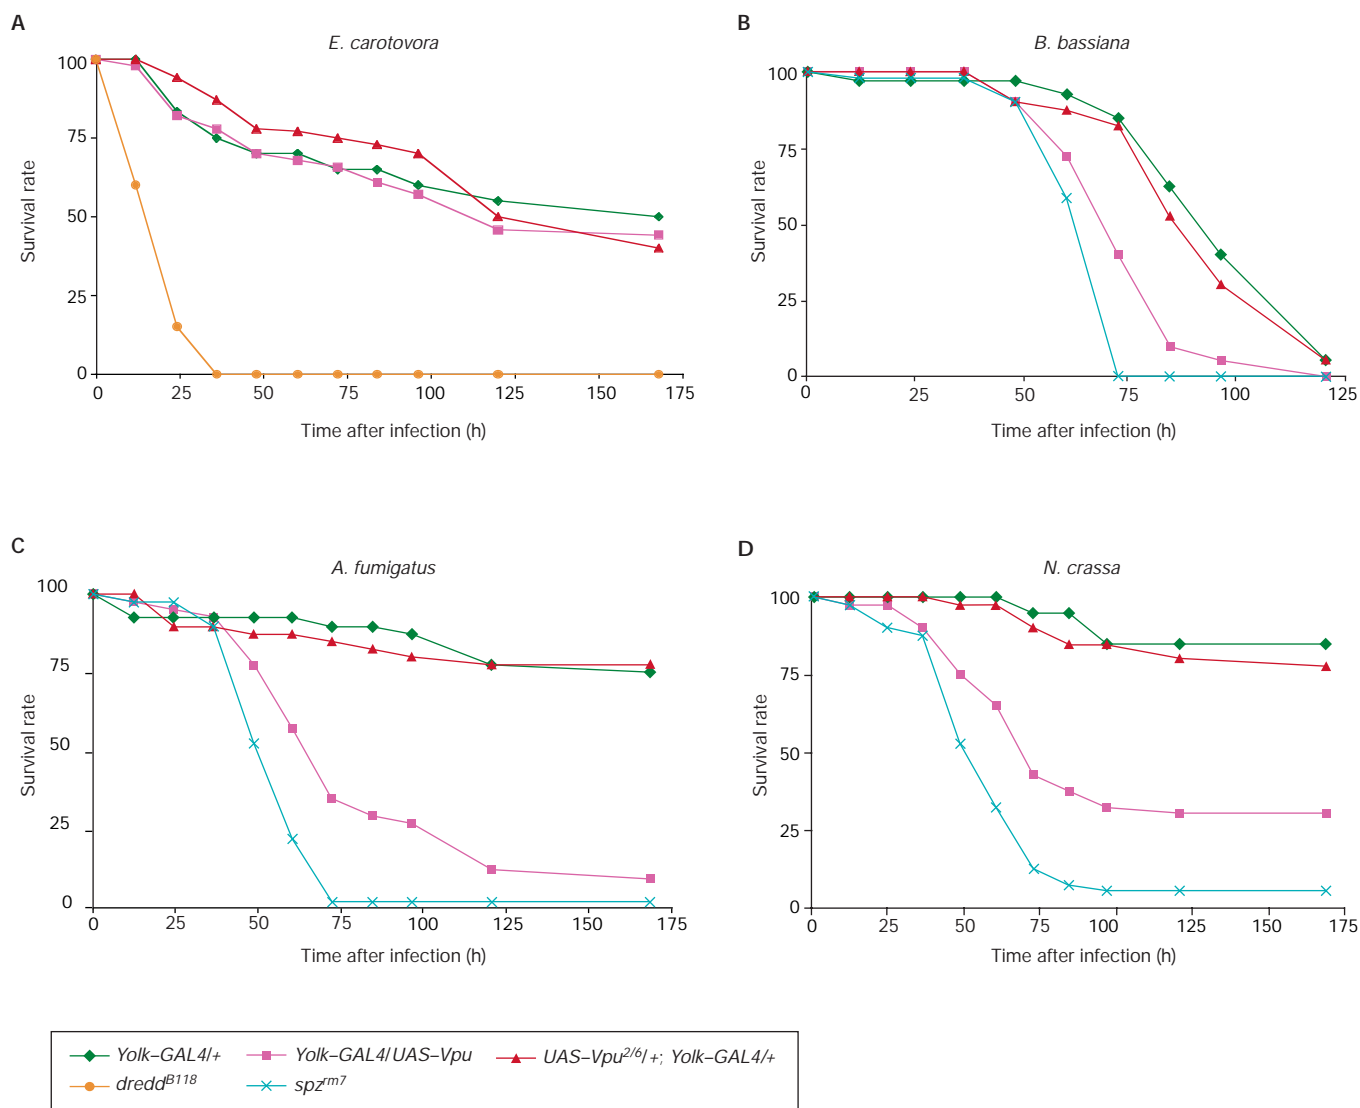 A
E. carotovora
100
75
50
25
0
Survival rate
0 25 50 75 100 125 150 175
Time after infection (h)
B
B. bassiana
100
75
50
25
0
Survival rate
0 25 50 75 100 125
Time after infection (h)
C
A. fumigatus
100
75
50
25
0
Survival rate
0 25 50 75 100 125 150 175
Time after infection (h)
D
N. crassa
100
75
50
25
0
Survival rate
0 25 50 75 100 125 150 175
Time after infection (h)
Yolk–GAL4/+ Yolk–GAL4/UAS–Vpu UAS–Vpu2/6/+; Yolk–GAL4/+
dreddB118 spzrm7